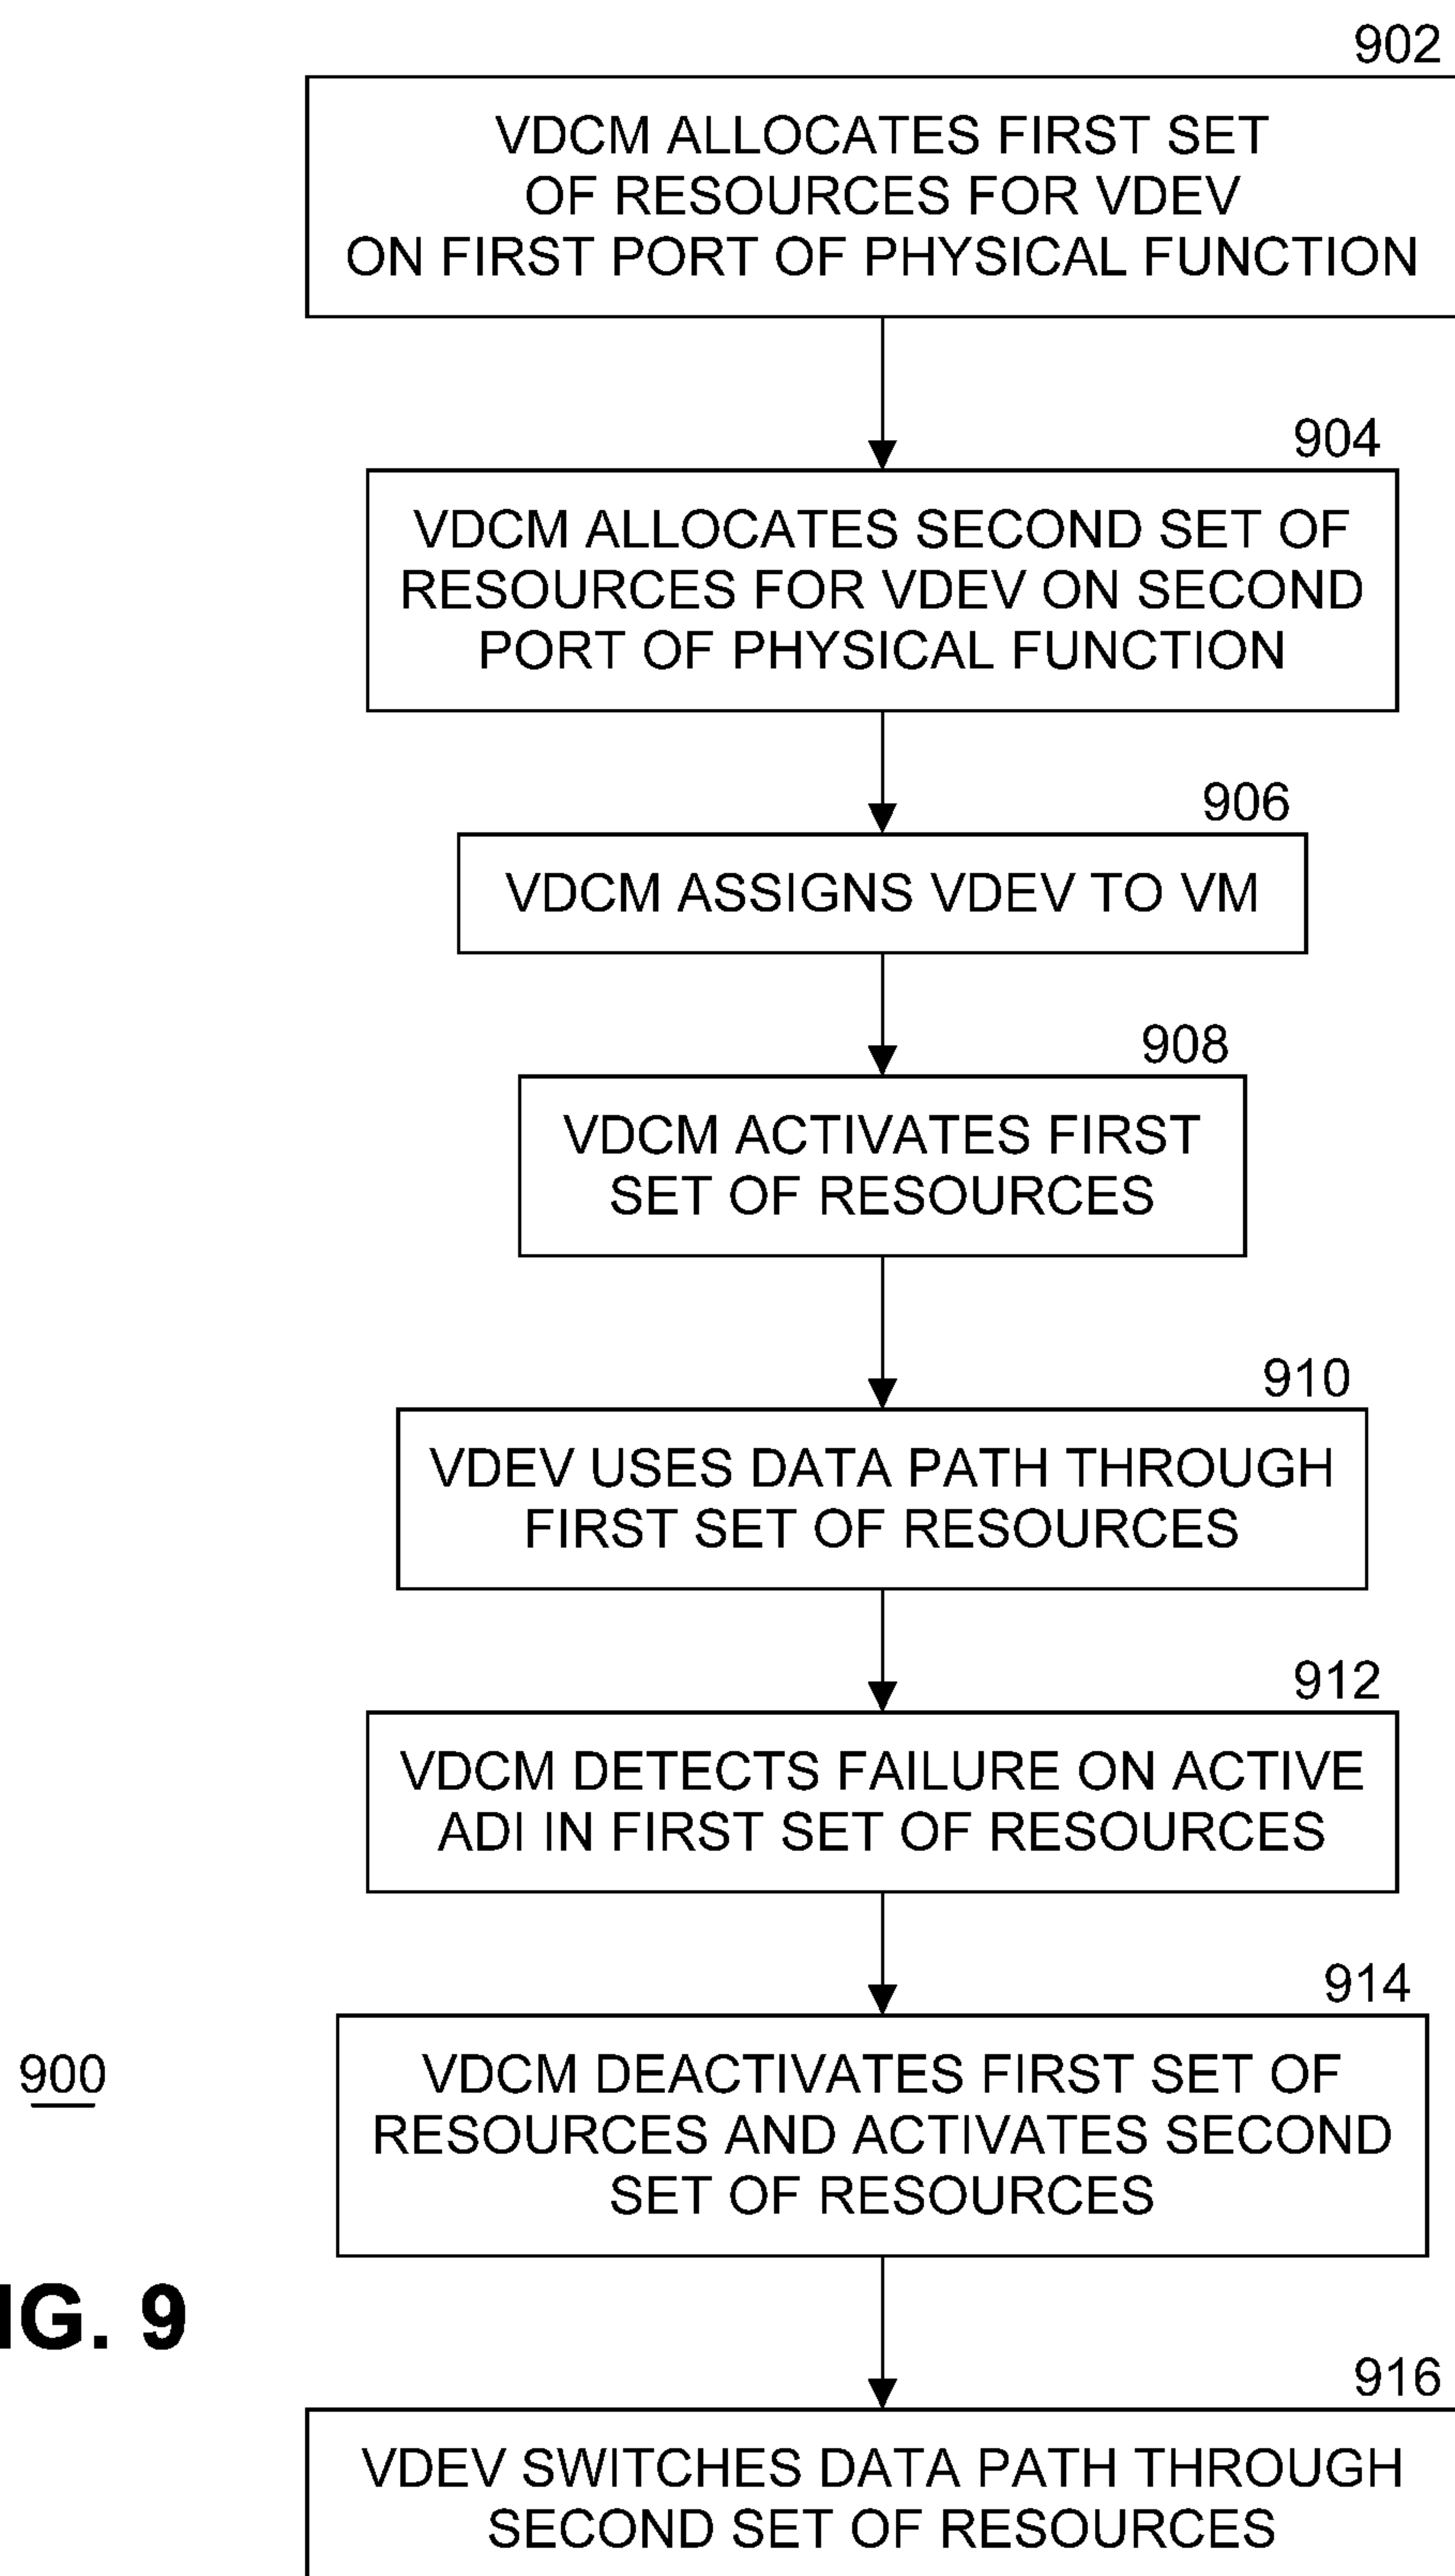 902
VDCM ALLOCATES FIRST SET
OF RESOURCES FOR VDEV
ON FIRST PORT OF PHYSICAL FUNCTION
904
VDCM ALLOCATES SECOND SET OF
RESOURCES FOR VDEV ON SECOND
PORT OF PHYSICAL FUNCTION
906
VDCM ASSIGNS VDEV TO VM
908
VDCM ACTIVATES FIRST
SET OF RESOURCES
910
VDEV USES DATA PATH THROUGH
FIRST SET OF RESOURCES
912
VDCM DETECTS FAILURE ON ACTIVE
ADI IN FIRST SET OF RESOURCES
914
VDCM DEACTIVATES FIRST SET OF
RESOURCES AND ACTIVATES SECOND
SET OF RESOURCES
900
IG. 9
916
VDEV SWITCHES DATA PATH THROUGH
SECOND SET OF RESOURCES